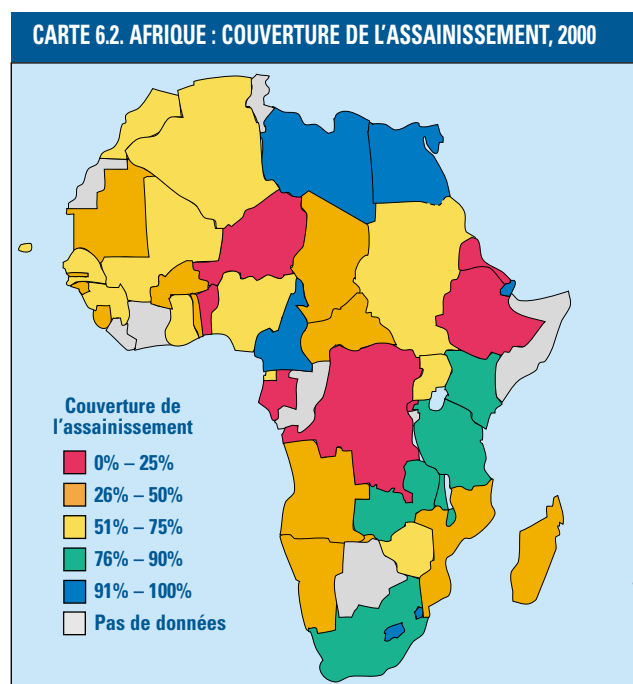 CARTE 6.2. AFRIQUE : COUVERTURE DE L’ASSAINISSEMENT, 2000
Couverture de
l’assainissement
0% – 25%
26% – 50%
51% – 75%
76% – 90%
91% – 100%
Pas de données